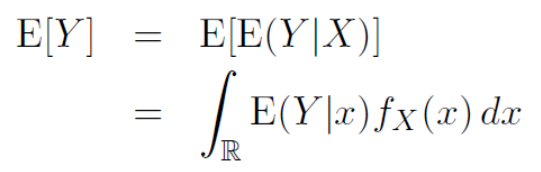 E[Y] = E[E(Y|X)]
= ∫_ℝ E(Y|x) f_X(x) dx